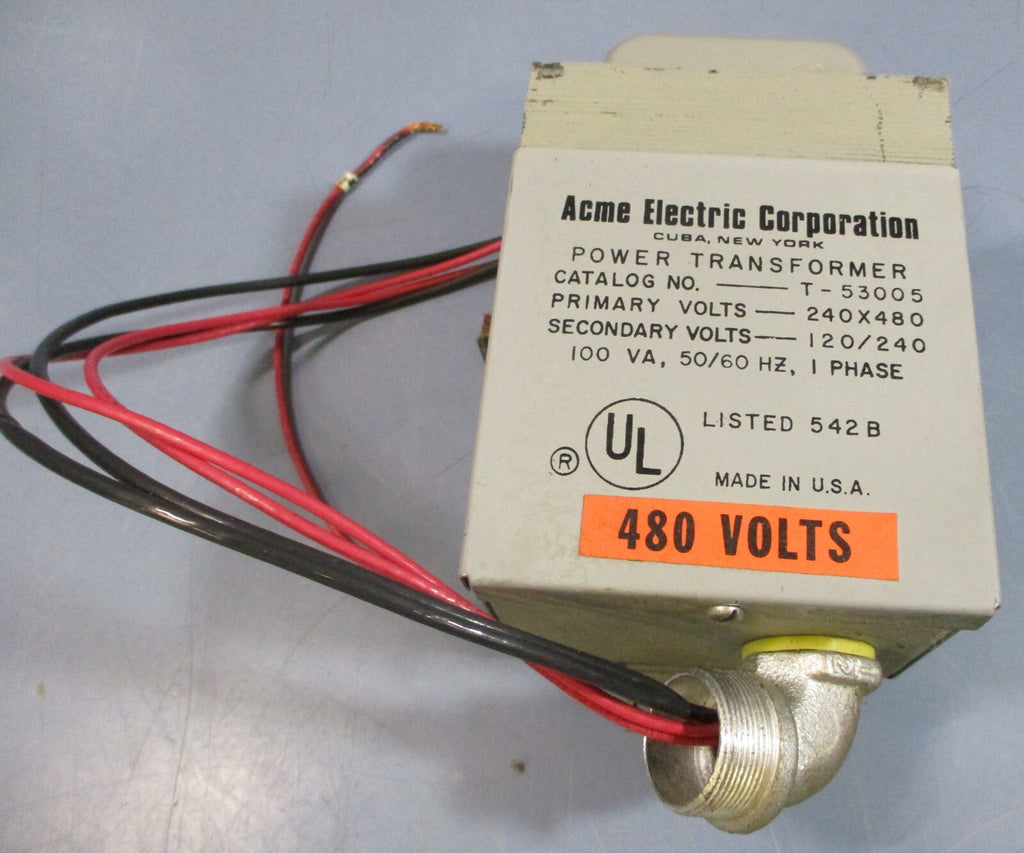 Acme Electric Corporation
CUBA, NEW YORK
POWER TRANSFORMER
CATALOG NO. —— T-53005
PRIMARY VOLTS — 240X480
SECONDARY VOLTS — 120/240
100 VA, 50/60 HZ, 1 PHASE
UL ® LISTED 542B
MADE IN U.S.A.
480 VOLTS